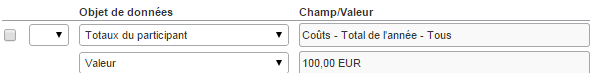 Objet de données Champ/Valeur
Totaux du participant Coûts - Total de l'année - Tous
Valeur 100,00 EUR